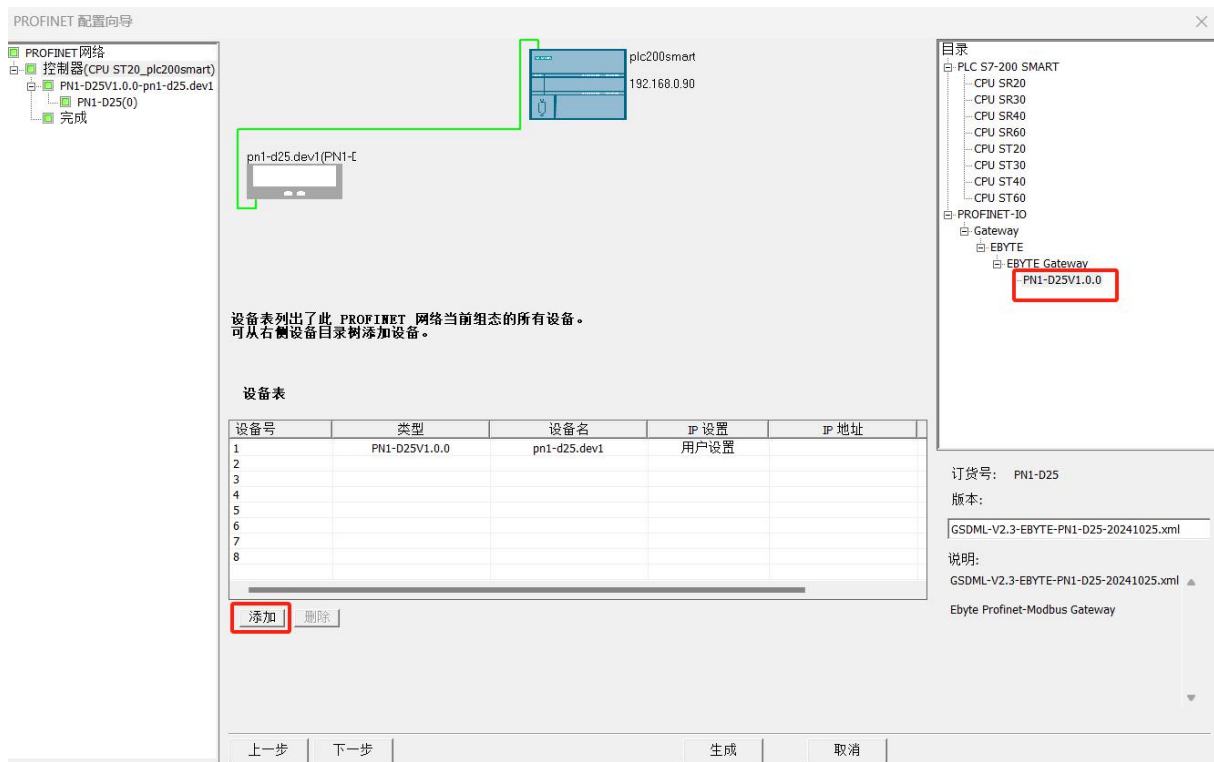 PROFINET 配置向导
PROFINET网络
控制器(CPU ST20_plc200smart)
PN1-D25V1.0.0-pn1-d25.dev1
PN1-D25(0)
完成
plc200smart
192.168.0.90
pn1-d25.dev1(PN1-D
设备表列出了此 PROFINET 网络当前组态的所有设备。
可从右侧设备目录树添加设备。
设备表
设备号 类型 设备名 IP 设置 IP 地址
1 PN1-D25V1.0.0 pn1-d25.dev1 用户设置
2
3
4
5
6
7
8
添加 删除
上一步 下一步 生成 取消
目录
PLC S7-200 SMART
CPU SR20
CPU SR30
CPU SR40
CPU SR60
CPU ST20
CPU ST30
CPU ST40
CPU ST60
PROFINET-IO
Gateway
EBYTE
EBYTE Gateway
PN1-D25V1.0.0
订货号: PN1-D25
版本:
GSDML-V2.3-EBYTE-PN1-D25-20241025.xml
说明:
GSDML-V2.3-EBYTE-PN1-D25-20241025.xml
Ebyte Profinet-Modbus Gateway